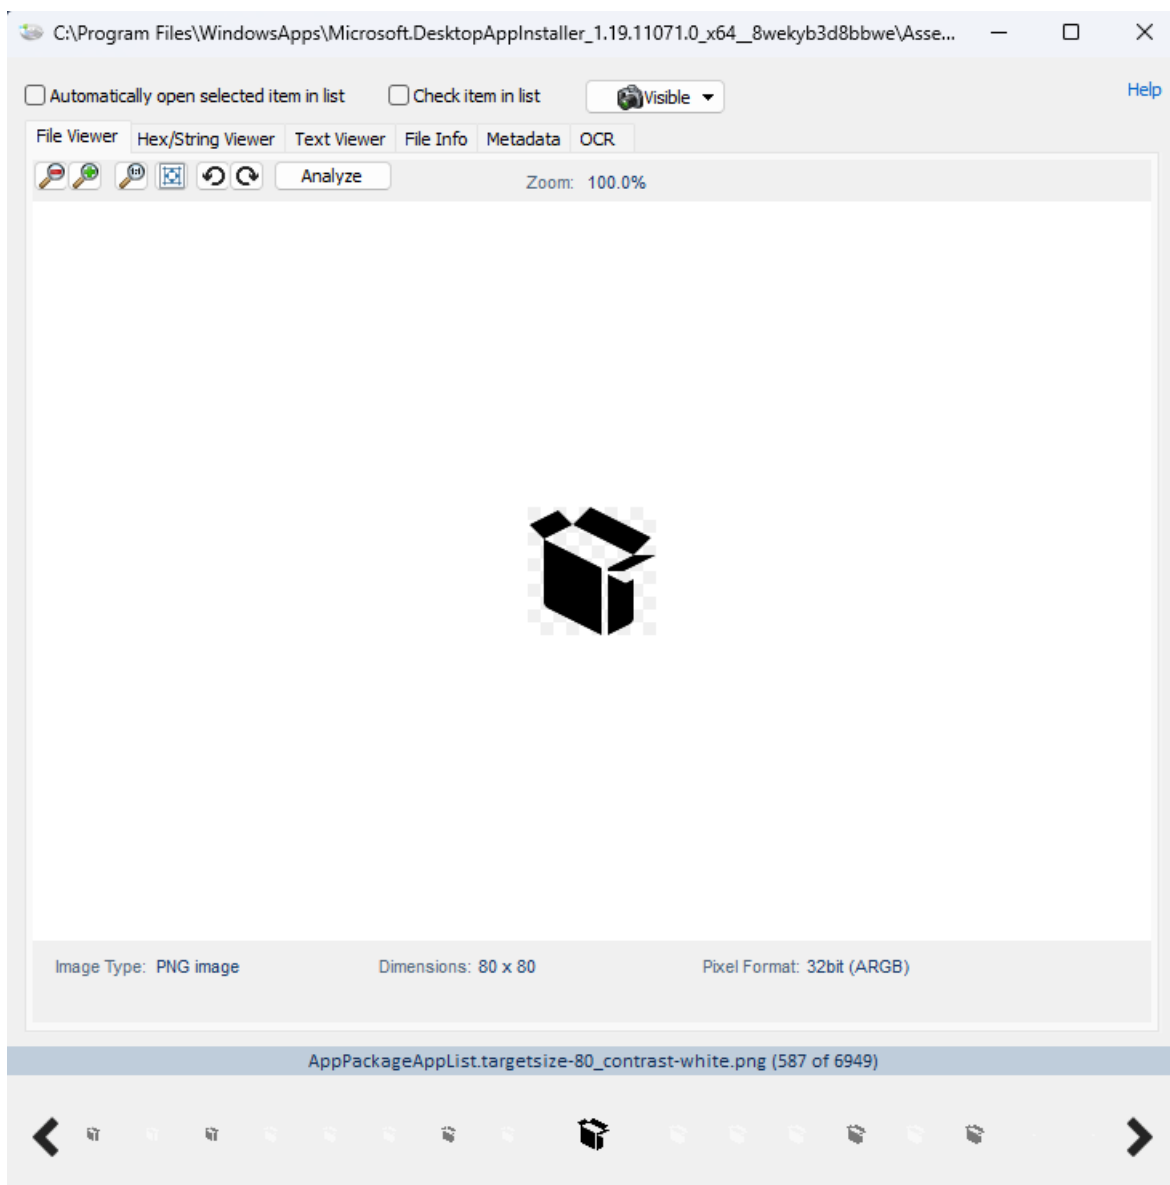 C:\Program Files\WindowsApps\Microsoft.DesktopAppInstaller_1.19.11071.0_x64__8wekyb3d8bbwe\Asse...
Automatically open selected item in list Check item in list Visible Help
File Viewer Hex/String Viewer Text Viewer File Info Metadata OCR
Analyze Zoom: 100.0%
Image Type: PNG image Dimensions: 80 x 80 Pixel Format: 32bit (ARGB)
AppPackageAppList.targetsize-80_contrast-white.png (587 of 6949)